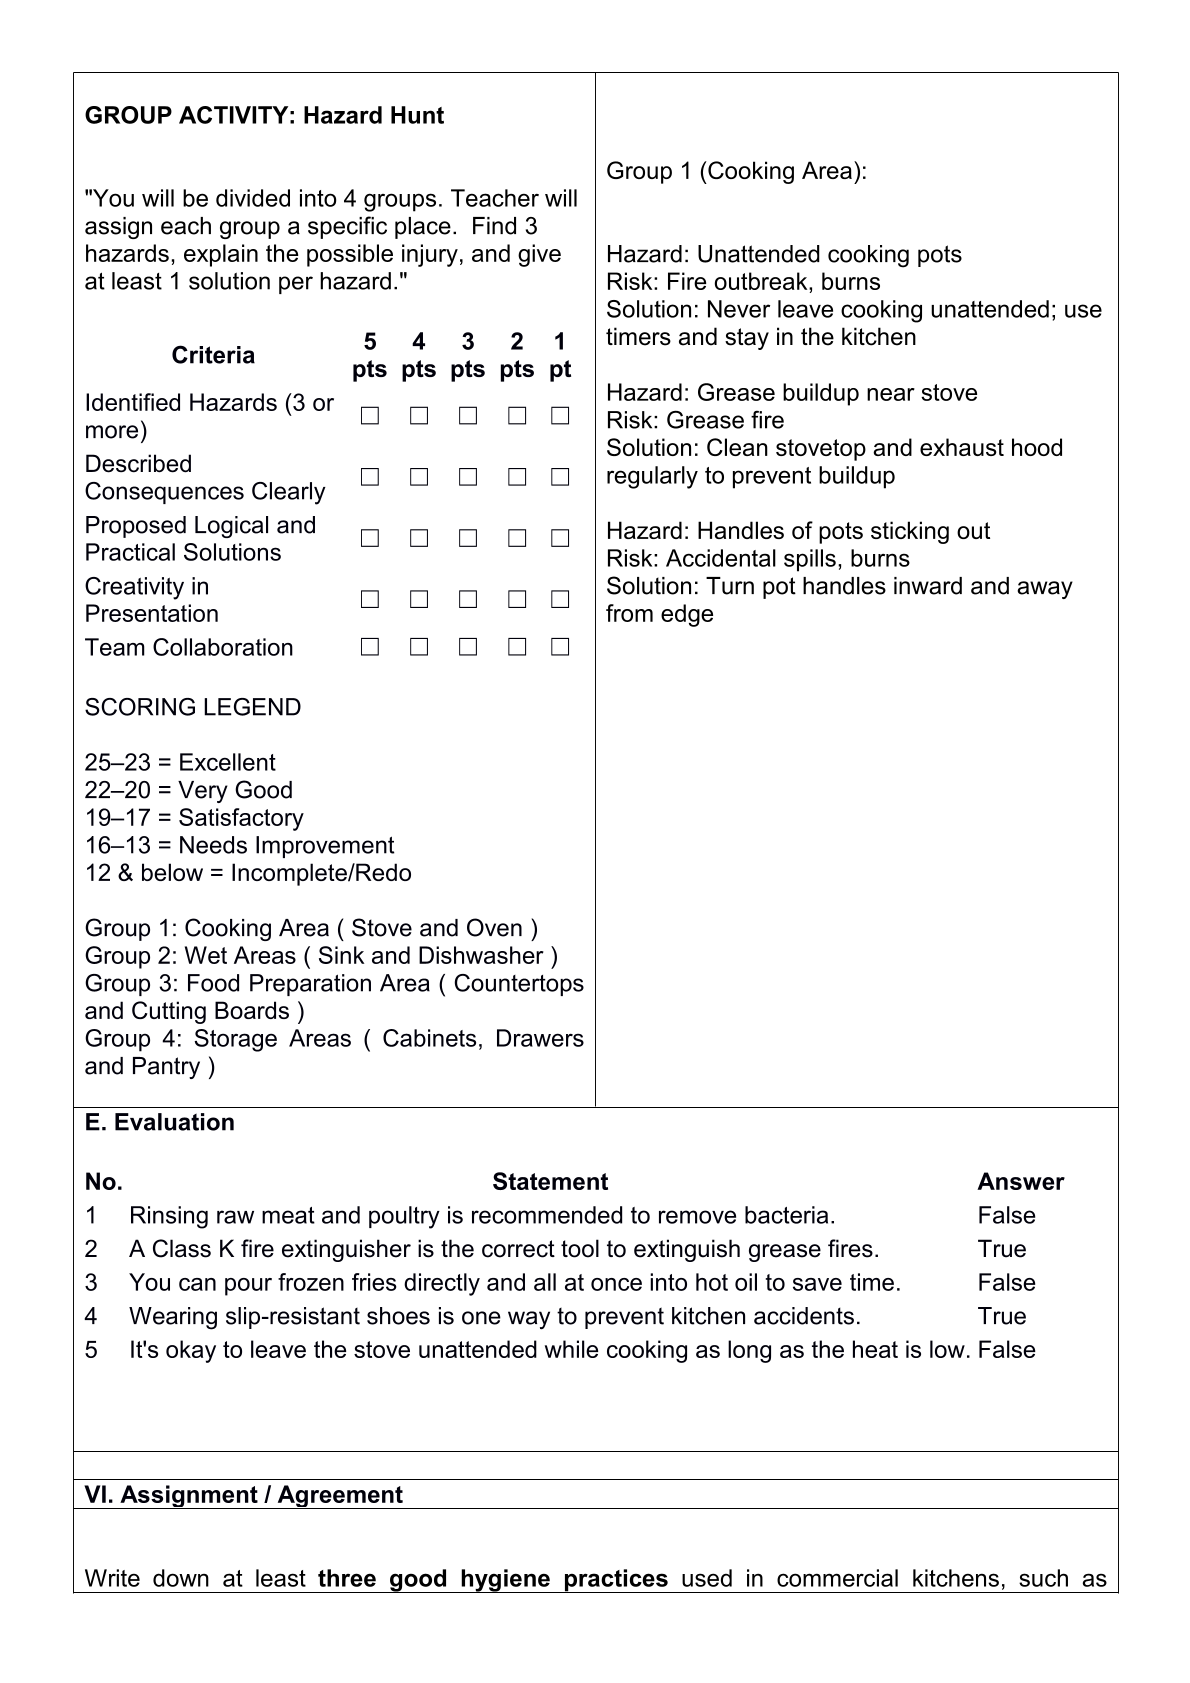 GROUP ACTIVITY: Hazard Hunt
"You will be divided into 4 groups. Teacher will
assign each group a specific place.  Find 3
hazards, explain the possible injury, and give
at least 1 solution per hazard."
Criteria 5 pts 4 pts 3 pts 2 pts 1 pt
Identified Hazards (3 or
more) ☐ ☐ ☐ ☐ ☐
Described
Consequences Clearly ☐ ☐ ☐ ☐ ☐
Proposed Logical and
Practical Solutions ☐ ☐ ☐ ☐ ☐
Creativity in
Presentation ☐ ☐ ☐ ☐ ☐
Team Collaboration ☐ ☐ ☐ ☐ ☐
SCORING LEGEND
25–23 = Excellent
22–20 = Very Good
19–17 = Satisfactory
16–13 = Needs Improvement
12 & below = Incomplete/Redo
Group 1: Cooking Area ( Stove and Oven )
Group 2: Wet Areas ( Sink and Dishwasher )
Group 3: Food Preparation Area ( Countertops
and Cutting Boards )
Group 4: Storage Areas ( Cabinets, Drawers
and Pantry )
Group 1 (Cooking Area):
Hazard: Unattended cooking pots
Risk: Fire outbreak, burns
Solution: Never leave cooking unattended; use
timers and stay in the kitchen
Hazard: Grease buildup near stove
Risk: Grease fire
Solution: Clean stovetop and exhaust hood
regularly to prevent buildup
Hazard: Handles of pots sticking out
Risk: Accidental spills, burns
Solution: Turn pot handles inward and away
from edge
E. Evaluation
No. Statement Answer
1 Rinsing raw meat and poultry is recommended to remove bacteria. False
2 A Class K fire extinguisher is the correct tool to extinguish grease fires. True
3 You can pour frozen fries directly and all at once into hot oil to save time. False
4 Wearing slip-resistant shoes is one way to prevent kitchen accidents. True
5 It's okay to leave the stove unattended while cooking as long as the heat is low. False
VI. Assignment / Agreement
Write down at least three good hygiene practices used in commercial kitchens, such as